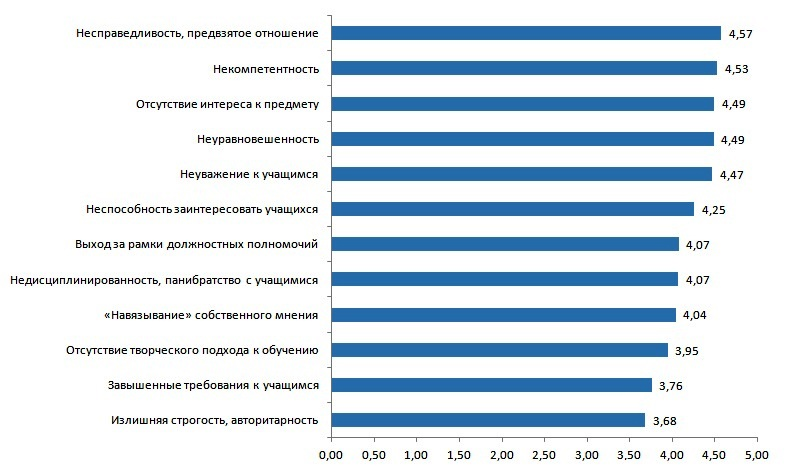 Несправедливость, предвзятое отношение 4,57
Некомпетентность 4,53
Отсутствие интереса к предмету 4,49
Неуравновешенность 4,49
Неуважение к учащимся 4,47
Неспособность заинтересовать учащихся 4,25
Выход за рамки должностных полномочий 4,07
Недисциплинированность, панибратство с учащимися 4,07
«Навязывание» собственного мнения 4,04
Отсутствие творческого подхода к обучению 3,95
Завышенные требования к учащимся 3,76
Излишняя строгость, авторитарность 3,68
0,00 0,50 1,00 1,50 2,00 2,50 3,00 3,50 4,00 4,50 5,00